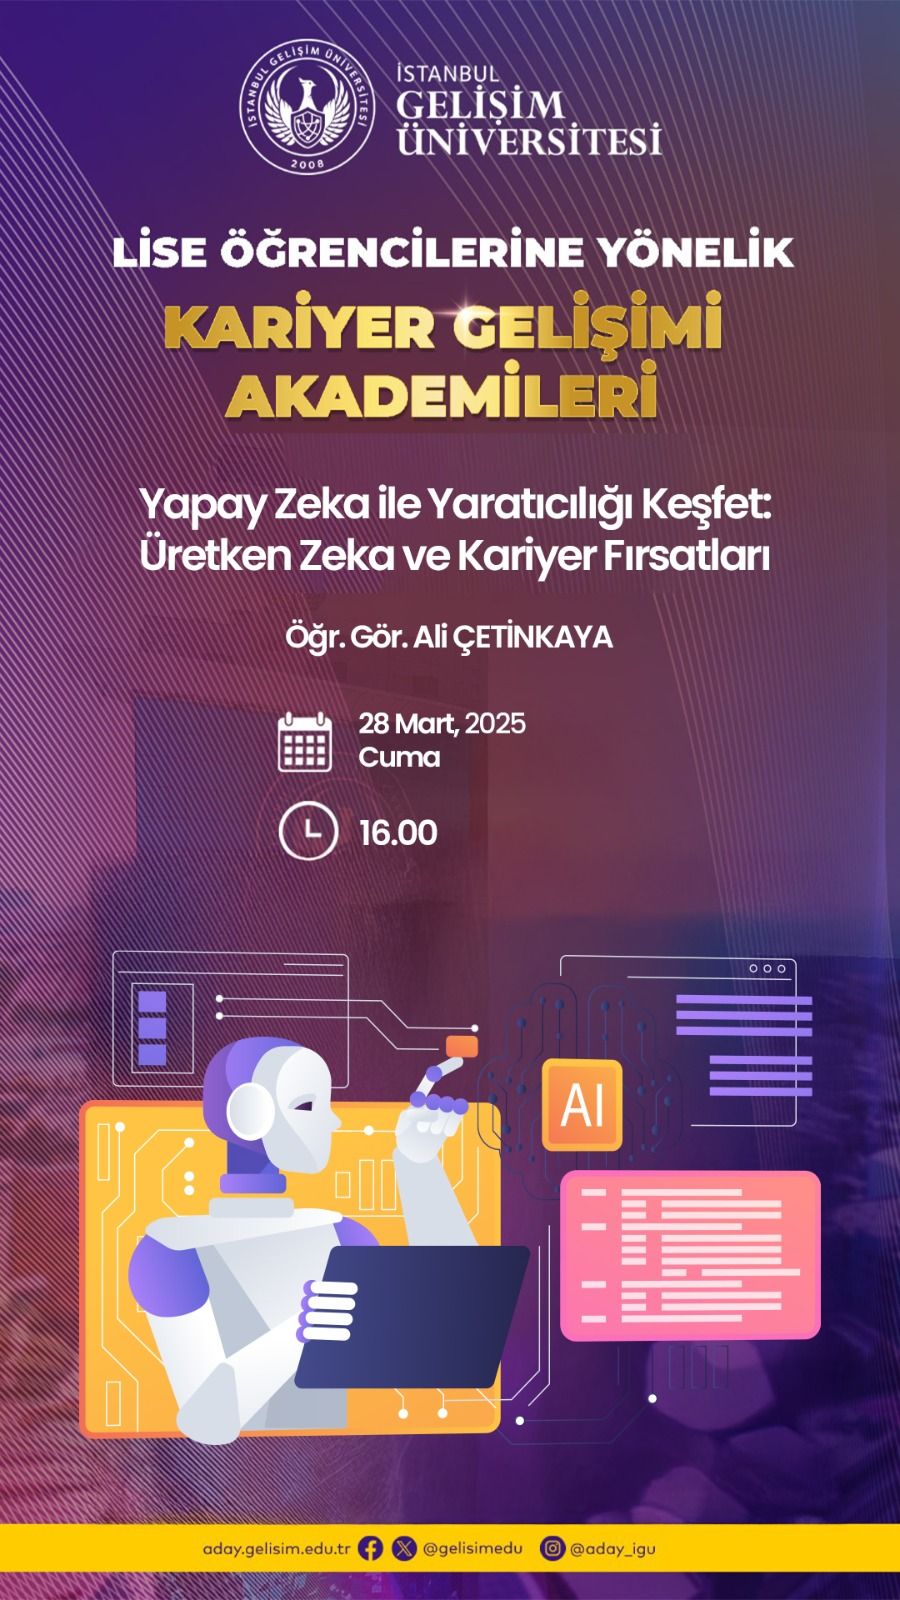 İSTANBUL GELİŞİM ÜNİVERSİTESİ
2008
İSTANBUL
GELİŞİM
ÜNİVERSİTESİ
LİSE ÖĞRENCİLERİNE YÖNELİK
KARİYER GELİŞİMİ
AKADEMİLERİ
Yapay Zeka ile Yaratıcılığı Keşfet:
Üretken Zeka ve Kariyer Fırsatları
Öğr. Gör. Ali ÇETİNKAYA
28 Mart, 2025
Cuma
16.00
AI
aday.gelisim.edu.tr @gelisimedu @aday_igu